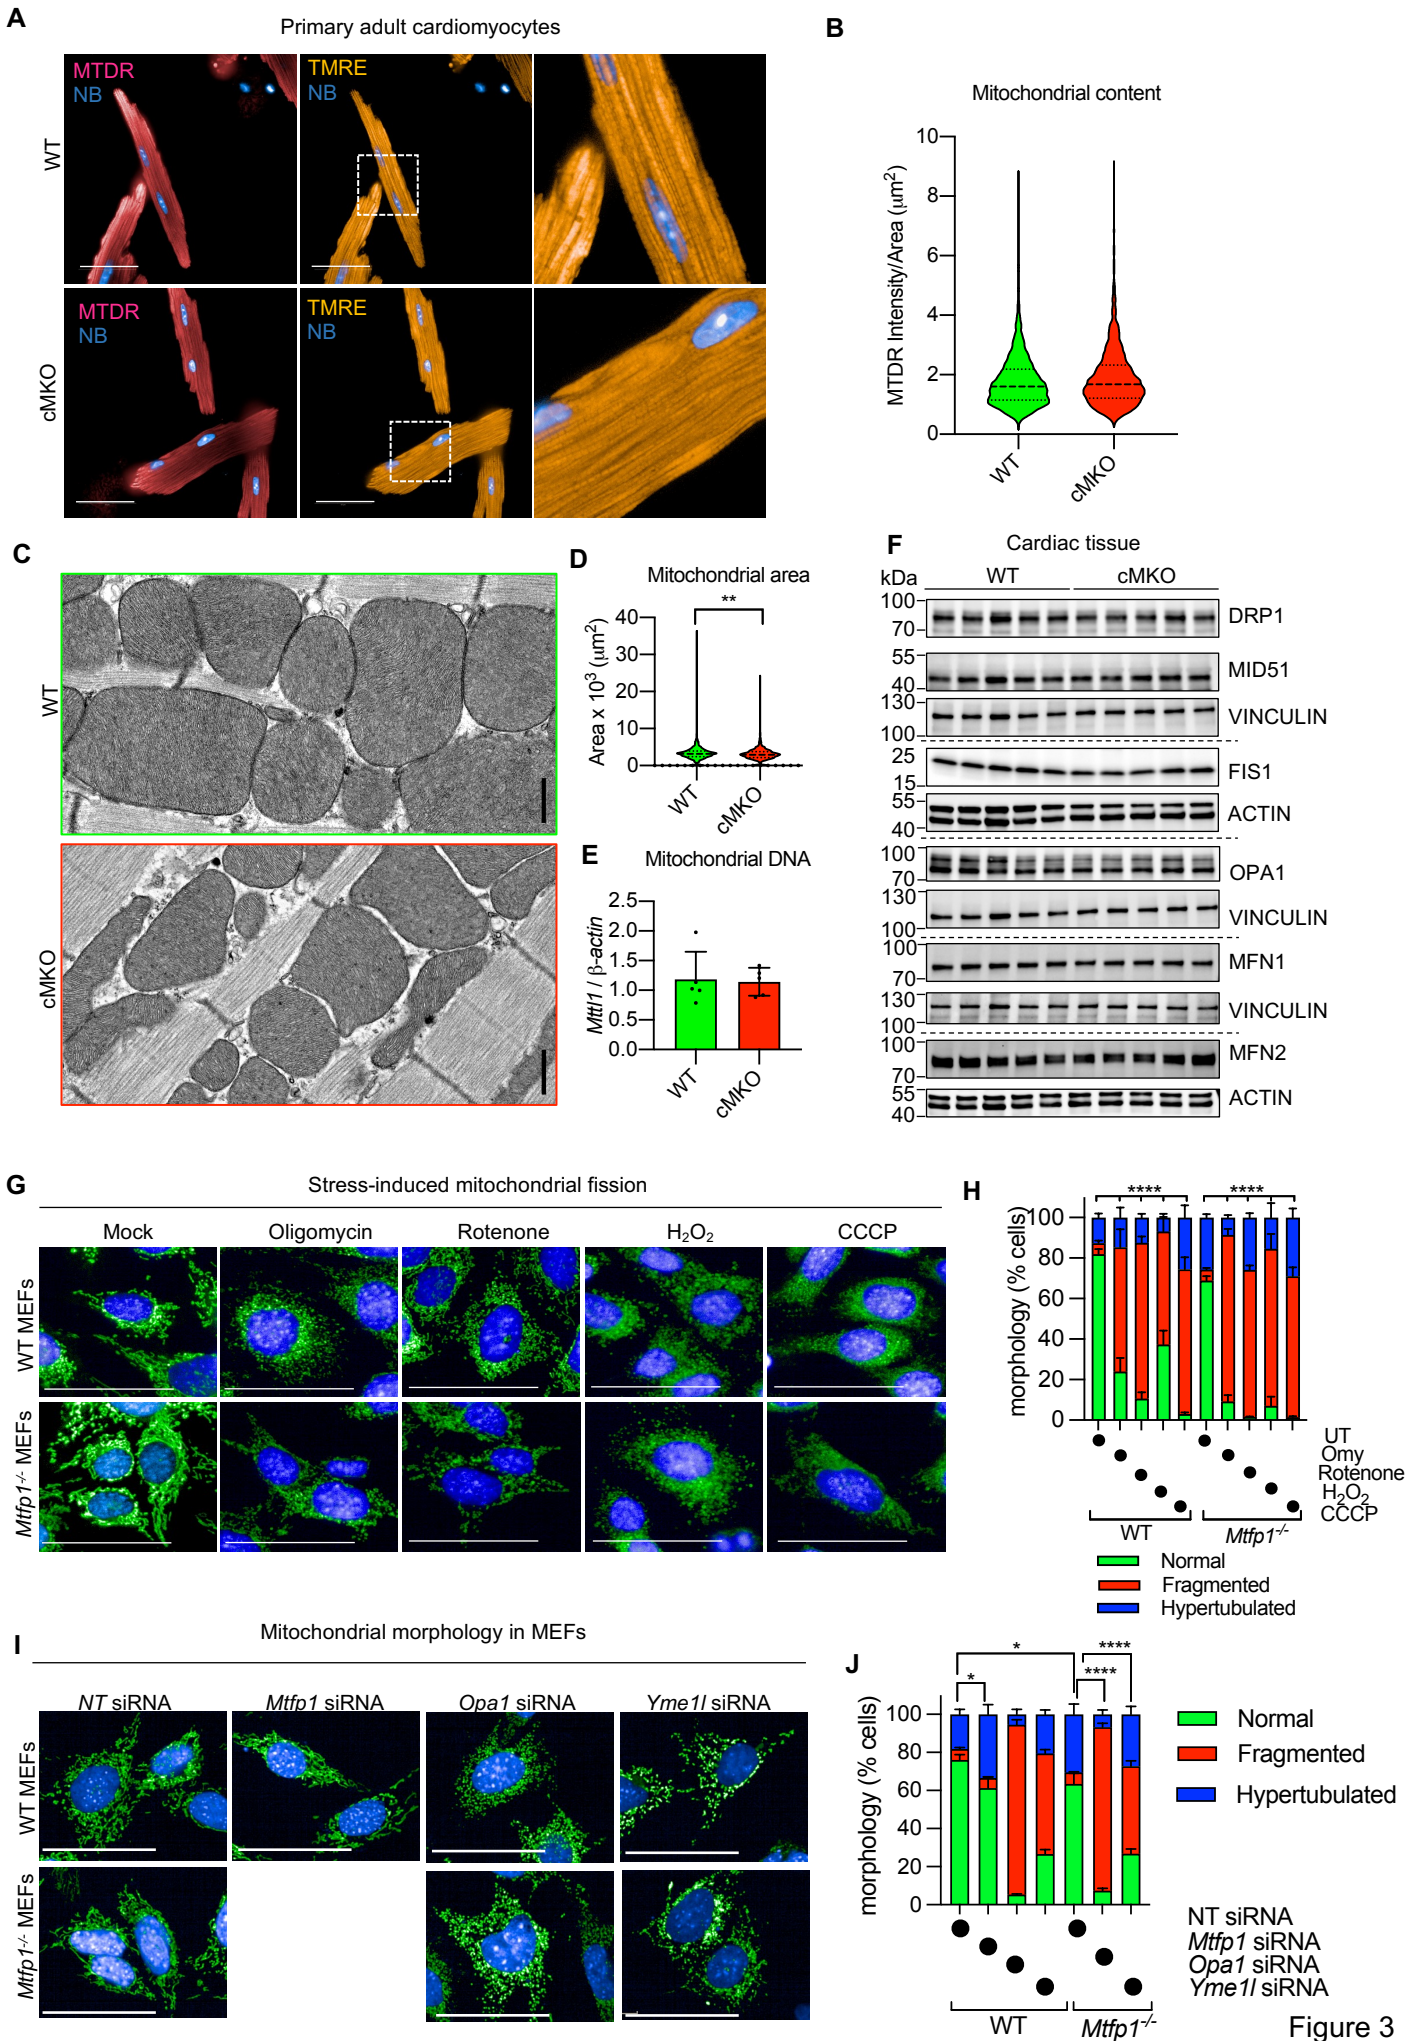 A
Primary adult cardiomyocytes
MTDR
NB
TMRE
NB
WT
MTDR
NB
TMRE
NB
cMKO
B
Mitochondrial content
MTDR Intensity/Area (μm²)
10
8
6
4
2
0
WT
cMKO
C
WT
cMKO
D
Mitochondrial area
**
Area x 10³ (μm²)
40
30
20
10
0
WT
cMKO
E
Mitochondrial DNA
Mttl1 / β-actin
2.5
2.0
1.5
1.0
0.5
0.0
WT
cMKO
F
Cardiac tissue
kDa
WT
cMKO
100
70
DRP1
55
40
MID51
130
100
VINCULIN
25
15
FIS1
55
40
ACTIN
100
70
OPA1
130
100
VINCULIN
100
70
MFN1
130
100
VINCULIN
100
70
MFN2
55
40
ACTIN
G
Stress-induced mitochondrial fission
Mock
Oligomycin
Rotenone
H₂O₂
CCCP
WT MEFs
Mtfp1-/- MEFs
H
****
****
morphology (% cells)
100
80
60
40
20
0
UT
Omy
Rotenone
H₂O₂
CCCP
WT
Mtfp1-/-
Normal
Fragmented
Hypertubulated
I
Mitochondrial morphology in MEFs
NT siRNA
Mtfp1 siRNA
Opa1 siRNA
Yme1l siRNA
WT MEFs
Mtfp1-/- MEFs
J
*
*
****
****
morphology (% cells)
100
80
60
40
20
0
Normal
Fragmented
Hypertubulated
NT siRNA
Mtfp1 siRNA
Opa1 siRNA
Yme1l siRNA
WT
Mtfp1-/-
Figure 3